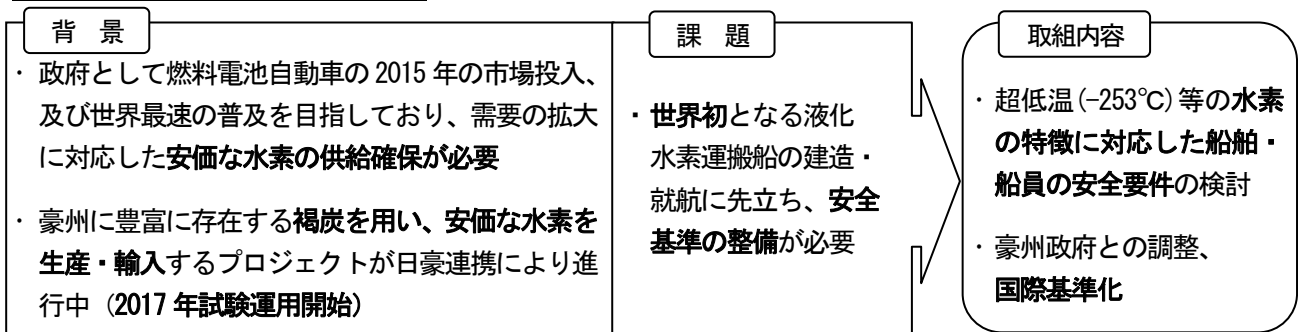 背 景
・ 政府として燃料電池自動車の 2015 年の市場投入、
及び世界最速の普及を目指しており、需要の拡大
に対応した安価な水素の供給確保が必要
・ 豪州に豊富に存在する褐炭を用い、安価な水素を
生産・輸入するプロジェクトが日豪連携により進
行中（2017 年試験運用開始）
課 題
・ 世界初となる液化
水素運搬船の建造・
就航に先立ち、安全
基準の整備が必要
取組内容
・ 超低温(-253℃)等の水素
の特徴に対応した船舶・
船員の安全要件の検討
・ 豪州政府との調整、
国際基準化